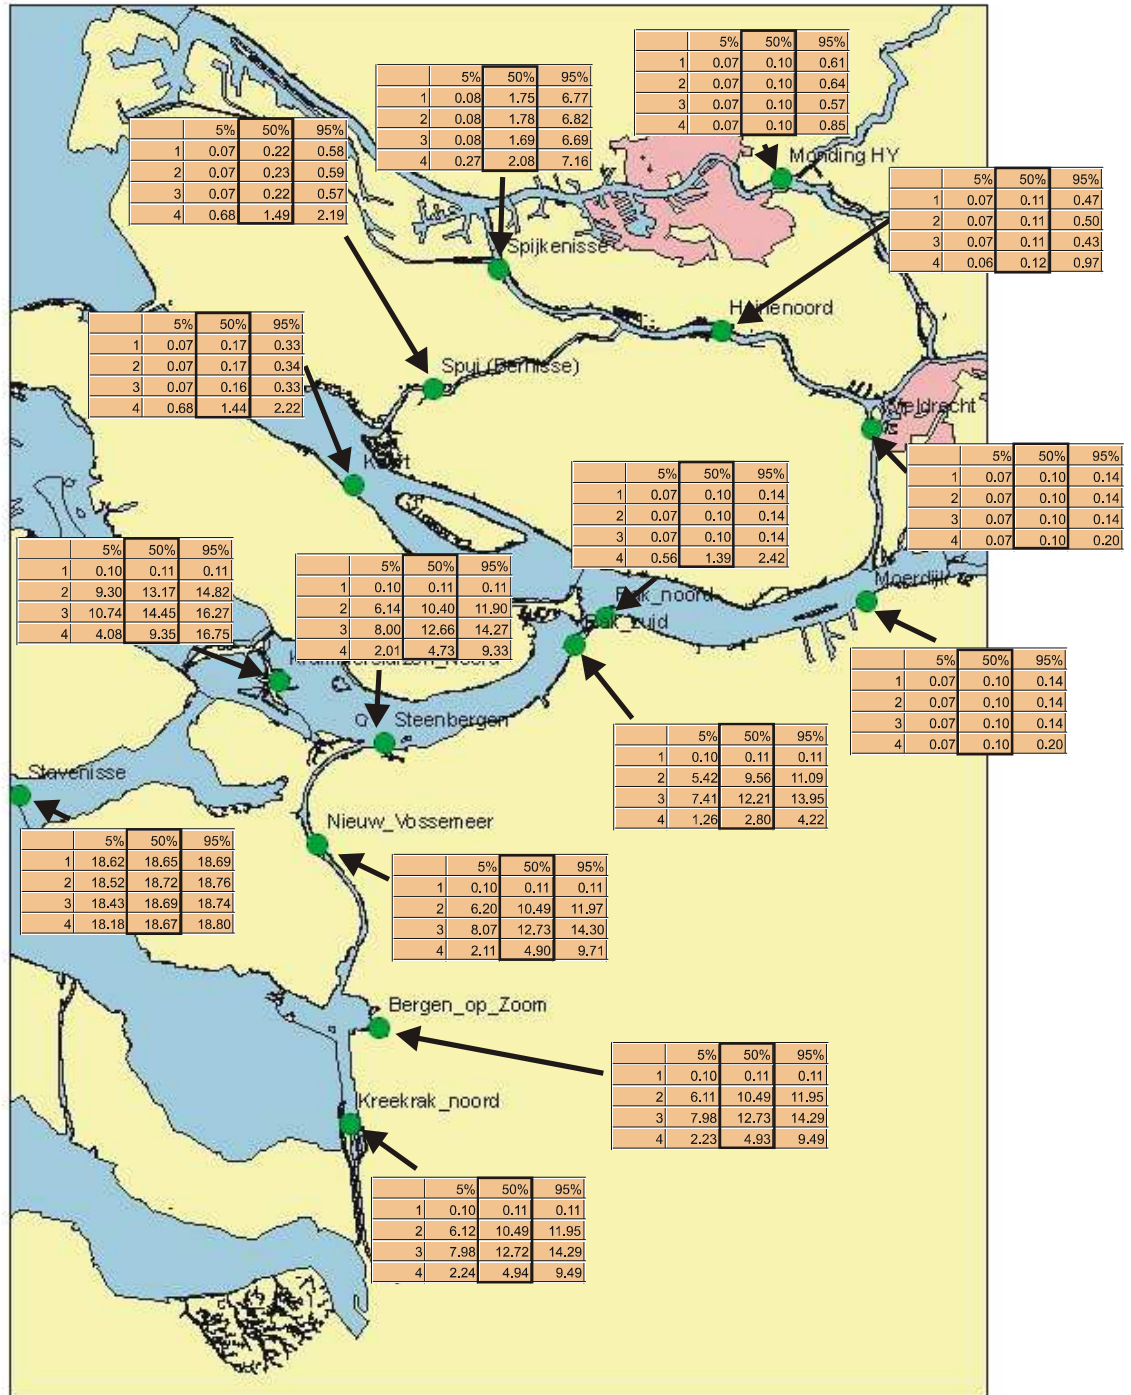 5% 50% 95%
1 0.07 0.10 0.61
2 0.07 0.10 0.64
3 0.07 0.10 0.57
4 0.07 0.10 0.85
5% 50% 95%
1 0.08 1.75 6.77
2 0.08 1.78 6.82
3 0.08 1.69 6.69
4 0.27 2.08 7.16
5% 50% 95%
1 0.07 0.22 0.58
2 0.07 0.23 0.59
3 0.07 0.22 0.57
4 0.68 1.49 2.19
Monding HY
5% 50% 95%
1 0.07 0.11 0.47
2 0.07 0.11 0.50
3 0.07 0.11 0.43
4 0.06 0.12 0.97
Spijkenisse
Heinenoord
5% 50% 95%
1 0.07 0.17 0.33
2 0.07 0.17 0.34
3 0.07 0.16 0.33
4 0.68 1.44 2.22
Spui (Bernisse)
5% 50% 95%
1 0.07 0.10 0.14
2 0.07 0.10 0.14
3 0.07 0.10 0.14
4 0.07 0.10 0.20
5% 50% 95%
1 0.07 0.10 0.14
2 0.07 0.10 0.14
3 0.07 0.10 0.14
4 0.56 1.39 2.42
5% 50% 95%
1 0.10 0.11 0.11
2 9.30 13.17 14.82
3 10.74 14.45 16.27
4 4.08 9.35 16.75
5% 50% 95%
1 0.10 0.11 0.11
2 6.14 10.40 11.90
3 8.00 12.66 14.27
4 2.01 4.73 9.33
Moerdijk
5% 50% 95%
1 0.07 0.10 0.14
2 0.07 0.10 0.14
3 0.07 0.10 0.14
4 0.07 0.10 0.20
Steenbergen
5% 50% 95%
1 0.10 0.11 0.11
2 5.42 9.56 11.09
3 7.41 12.21 13.95
4 1.26 2.80 4.22
Stavenisse
5% 50% 95%
1 18.62 18.65 18.69
2 18.52 18.72 18.76
3 18.43 18.69 18.74
4 18.18 18.67 18.80
Nieuw_Vossemeer
5% 50% 95%
1 0.10 0.11 0.11
2 6.20 10.49 11.97
3 8.07 12.73 14.30
4 2.11 4.90 9.71
Bergen_op_Zoom
5% 50% 95%
1 0.10 0.11 0.11
2 6.11 10.49 11.95
3 7.98 12.73 14.29
4 2.23 4.93 9.49
Kreekrak_noord
5% 50% 95%
1 0.10 0.11 0.11
2 6.12 10.49 11.95
3 7.98 12.72 14.29
4 2.24 4.94 9.49